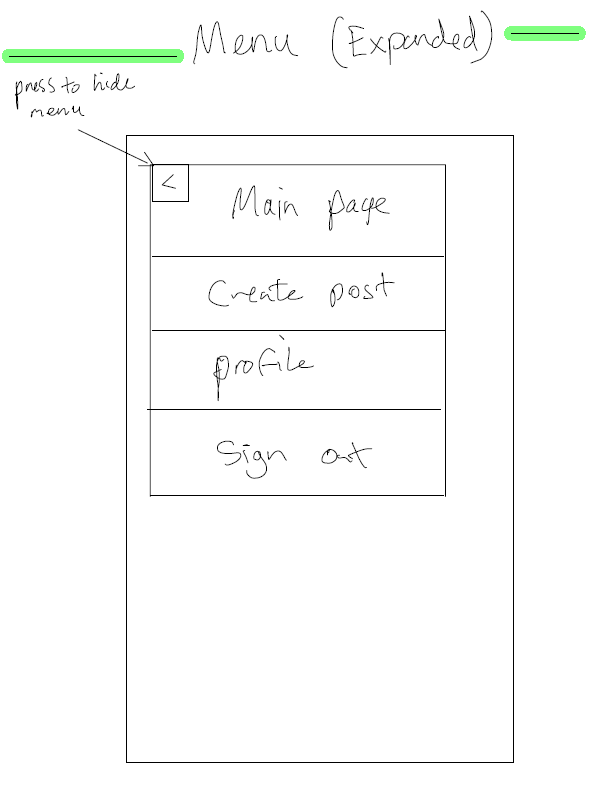 Menu (Expanded)
press to hide
menu
<
Main page
Create post
profile
Sign out